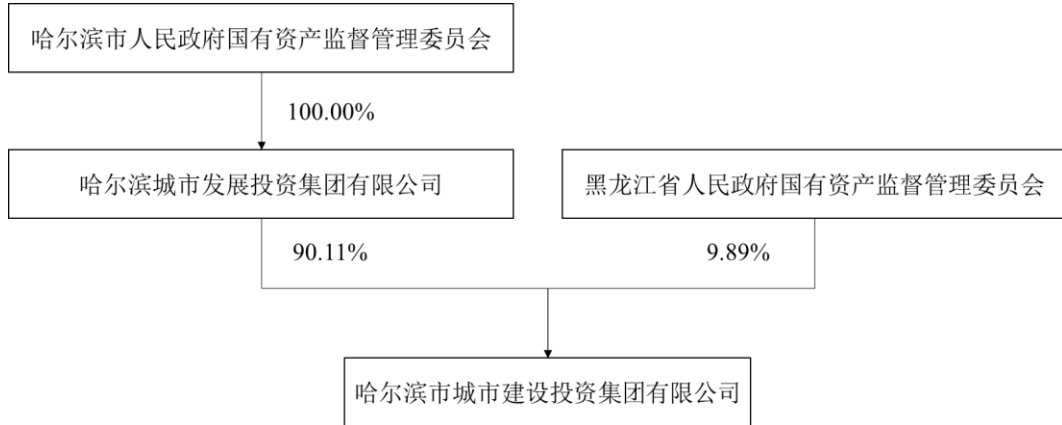 哈尔滨市人民政府国有资产监督管理委员会
100.00%
哈尔滨城市发展投资集团有限公司
黑龙江省人民政府国有资产监督管理委员会
90.11%
9.89%
哈尔滨市城市建设投资集团有限公司